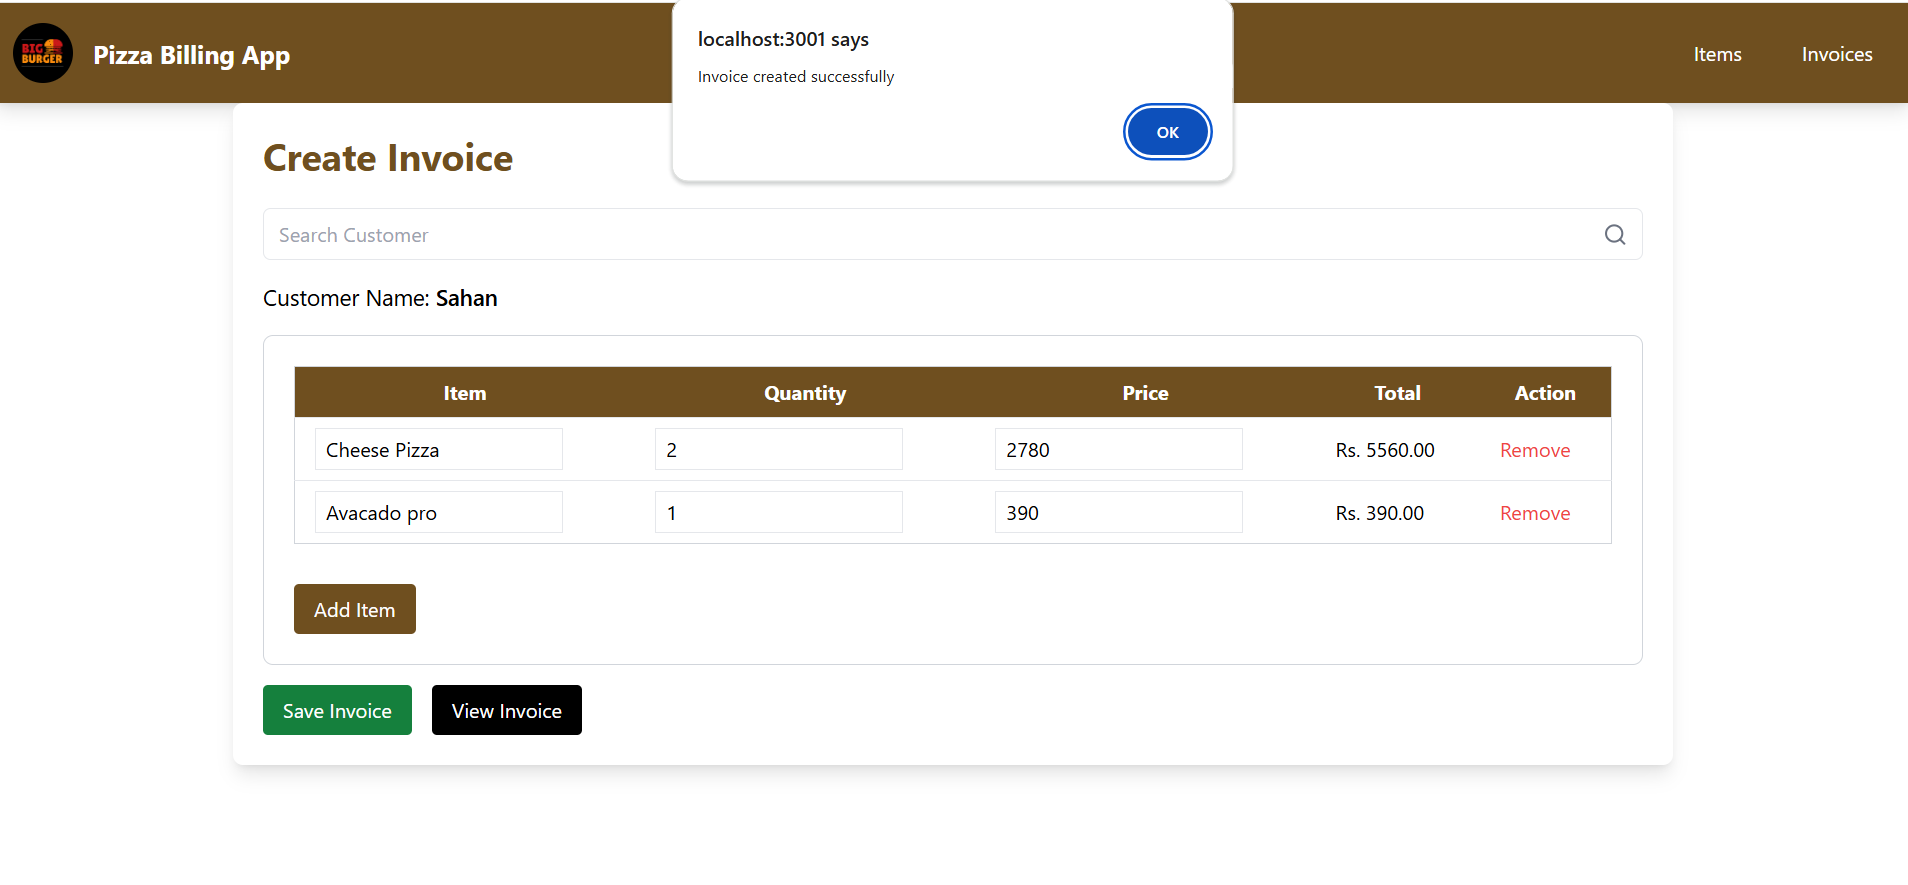 BIG
BURGER
Pizza Billing App
localhost:3001 says
Invoice created successfully
OK
Items
Invoices
Create Invoice
Search Customer
Customer Name: Sahan
Item Quantity Price Total Action
Cheese Pizza 2 2780 Rs. 5560.00 Remove
Avacado pro 1 390 Rs. 390.00 Remove
Add Item
Save Invoice
View Invoice